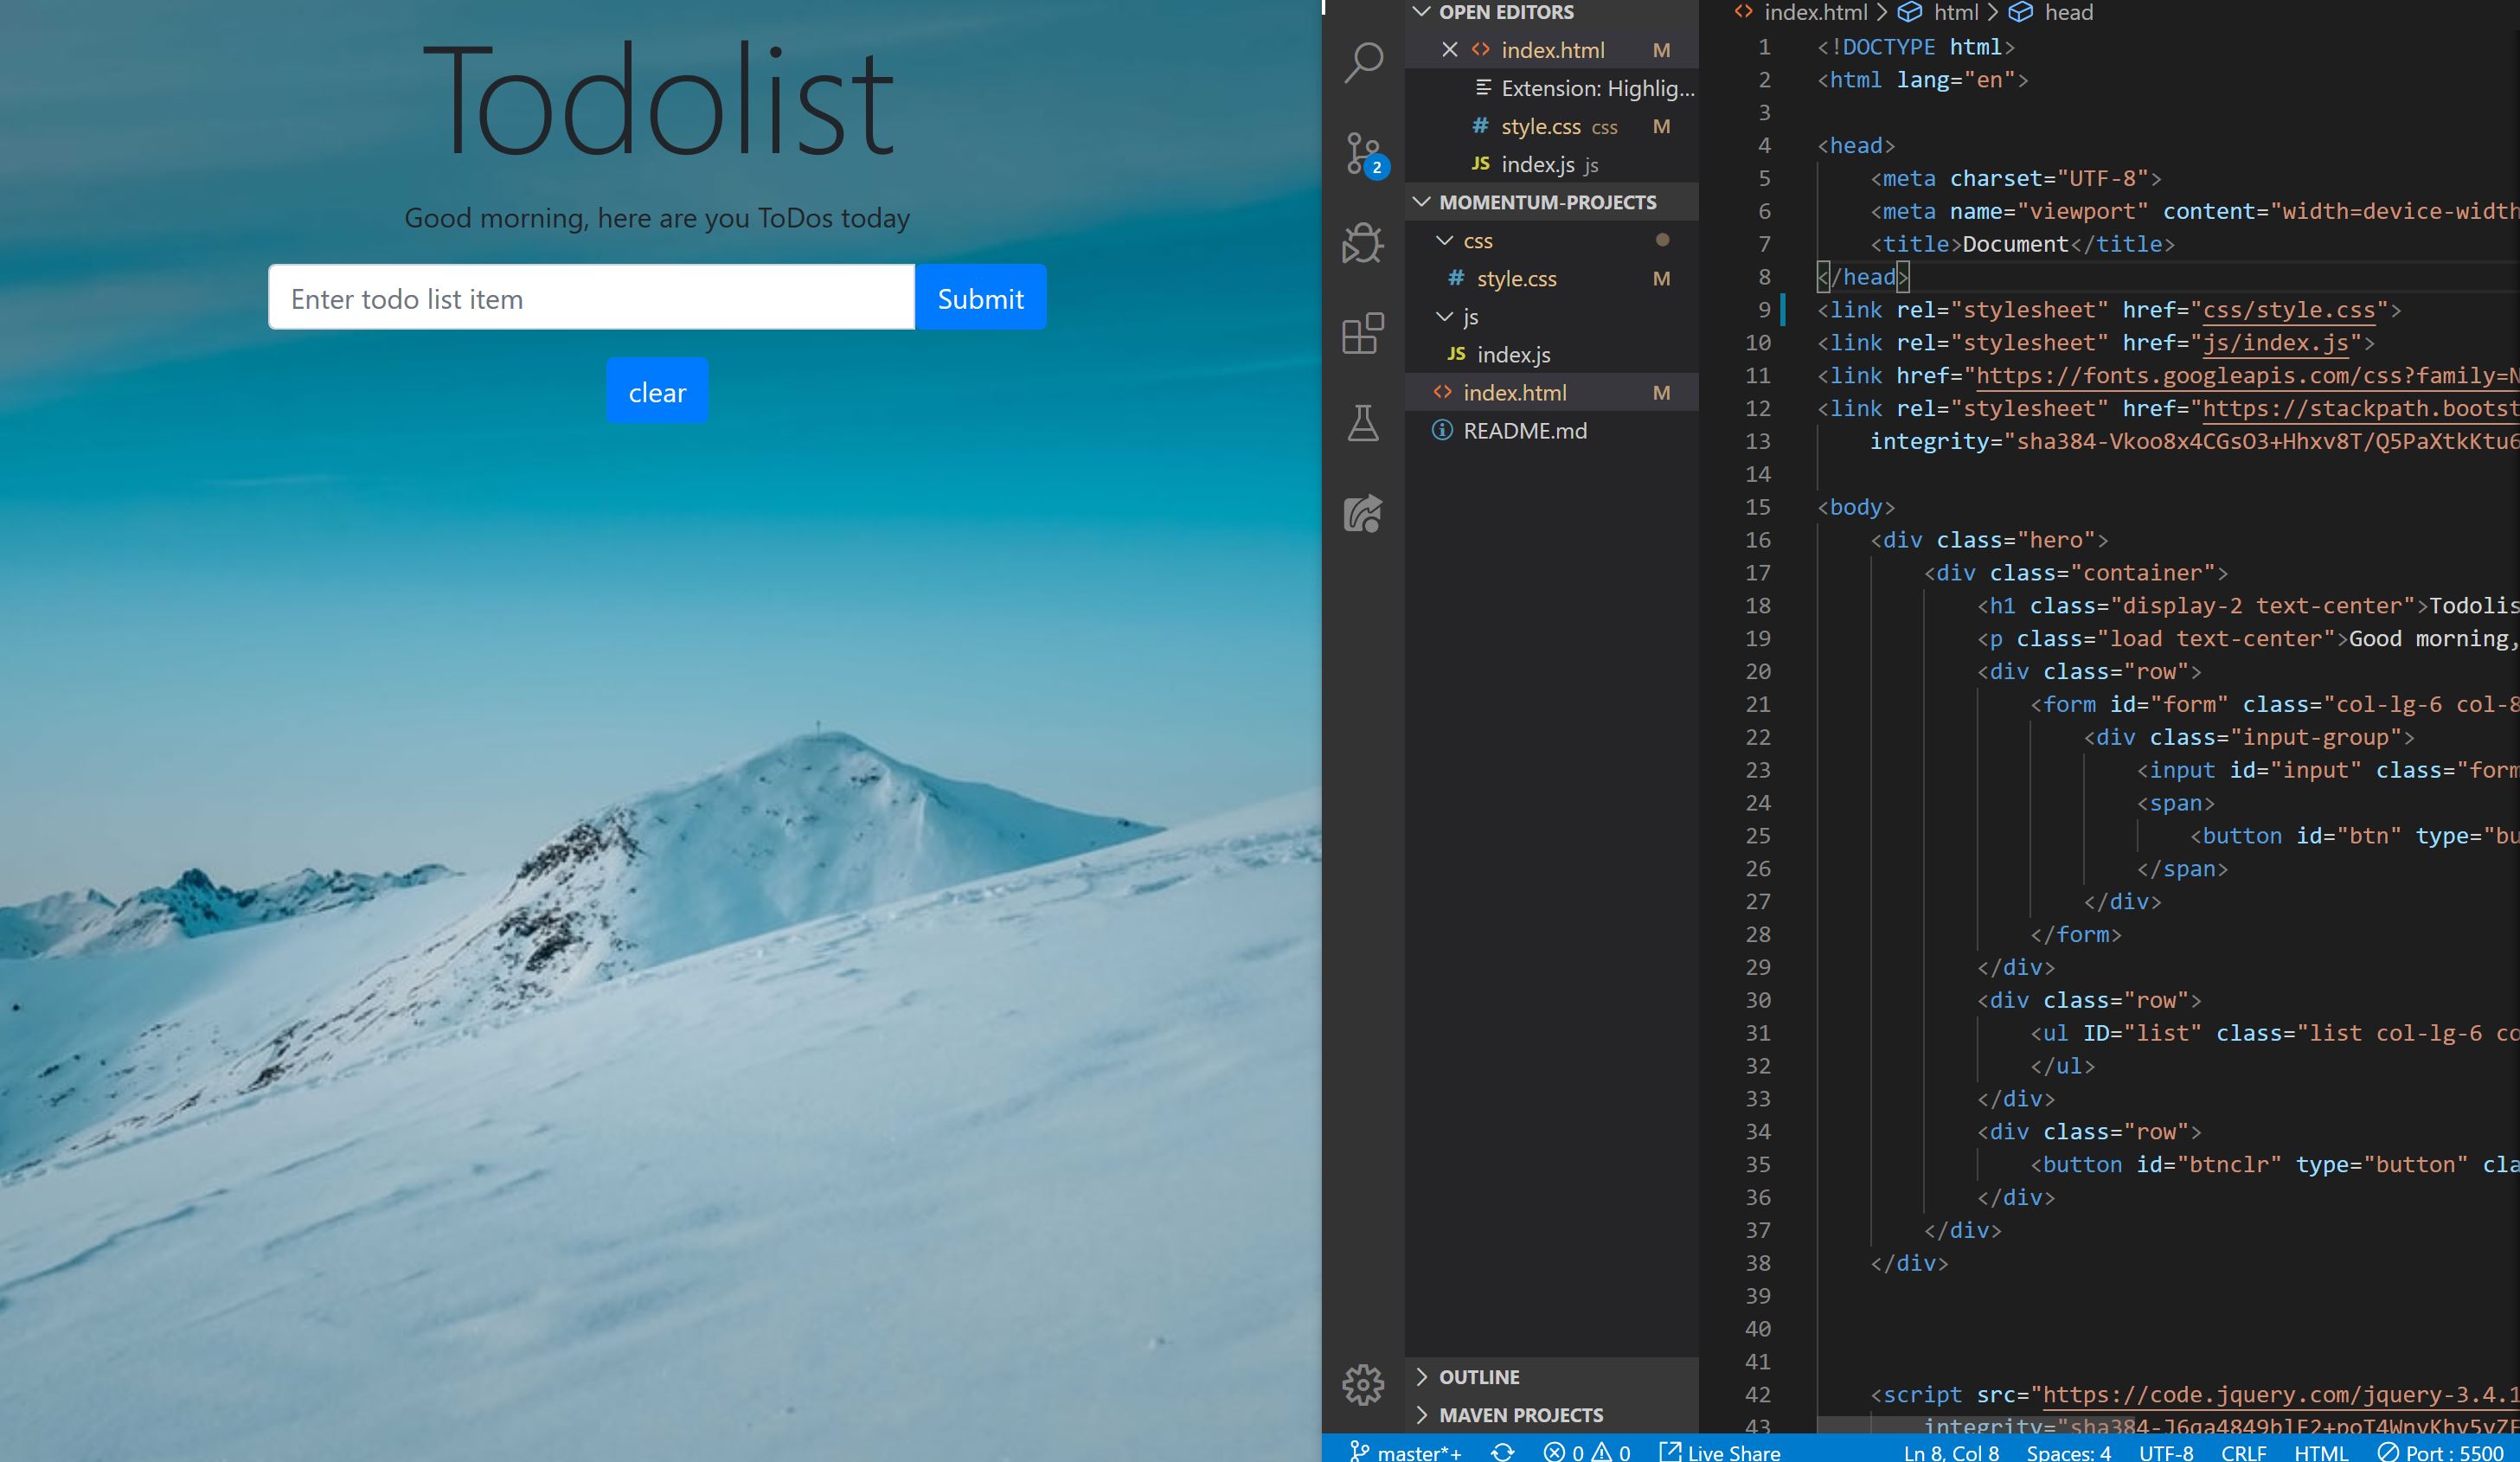 Todolist
Good morning, here are you ToDos today
Enter todo list item
Submit
clear
OPEN EDITORS
index.html M
Extension: Highlig...
style.css css M
index.js js
MOMENTUM-PROJECTS
css
style.css M
js
index.js
index.html M
README.md
OUTLINE
MAVEN PROJECTS
2
index.html > html > head
1 <!DOCTYPE html>
2 <html lang="en">
3
4 <head>
5 <meta charset="UTF-8">
6 <meta name="viewport" content="width=device-width
7 <title>Document</title>
8 </head>
9 <link rel="stylesheet" href="css/style.css">
10 <link rel="stylesheet" href="js/index.js">
11 <link href="https://fonts.googleapis.com/css?family=N
12 <link rel="stylesheet" href="https://stackpath.bootst
13 integrity="sha384-Vkoo8x4CGsO3+Hhxv8T/Q5PaXtkKtu6
14
15 <body>
16 <div class="hero">
17 <div class="container">
18 <h1 class="display-2 text-center">Todolis
19 <p class="load text-center">Good morning,
20 <div class="row">
21 <form id="form" class="col-lg-6 col-8
22 <div class="input-group">
23 <input id="input" class="form
24 <span>
25 <button id="btn" type="bu
26 </span>
27 </div>
28 </form>
29 </div>
30 <div class="row">
31 <ul ID="list" class="list col-lg-6 co
32 </ul>
33 </div>
34 <div class="row">
35 <button id="btnclr" type="button" cla
36 </div>
37 </div>
38 </div>
39
40
41
42 <script src="https://code.jquery.com/jquery-3.4.1
43 integrity="sha384-J6qa4849blE2+poT4WnyKhv5vZF
master*+ 0 0 Live Share Ln 8, Col 8 Spaces: 4 UTF-8 CRLF HTML Port : 5500